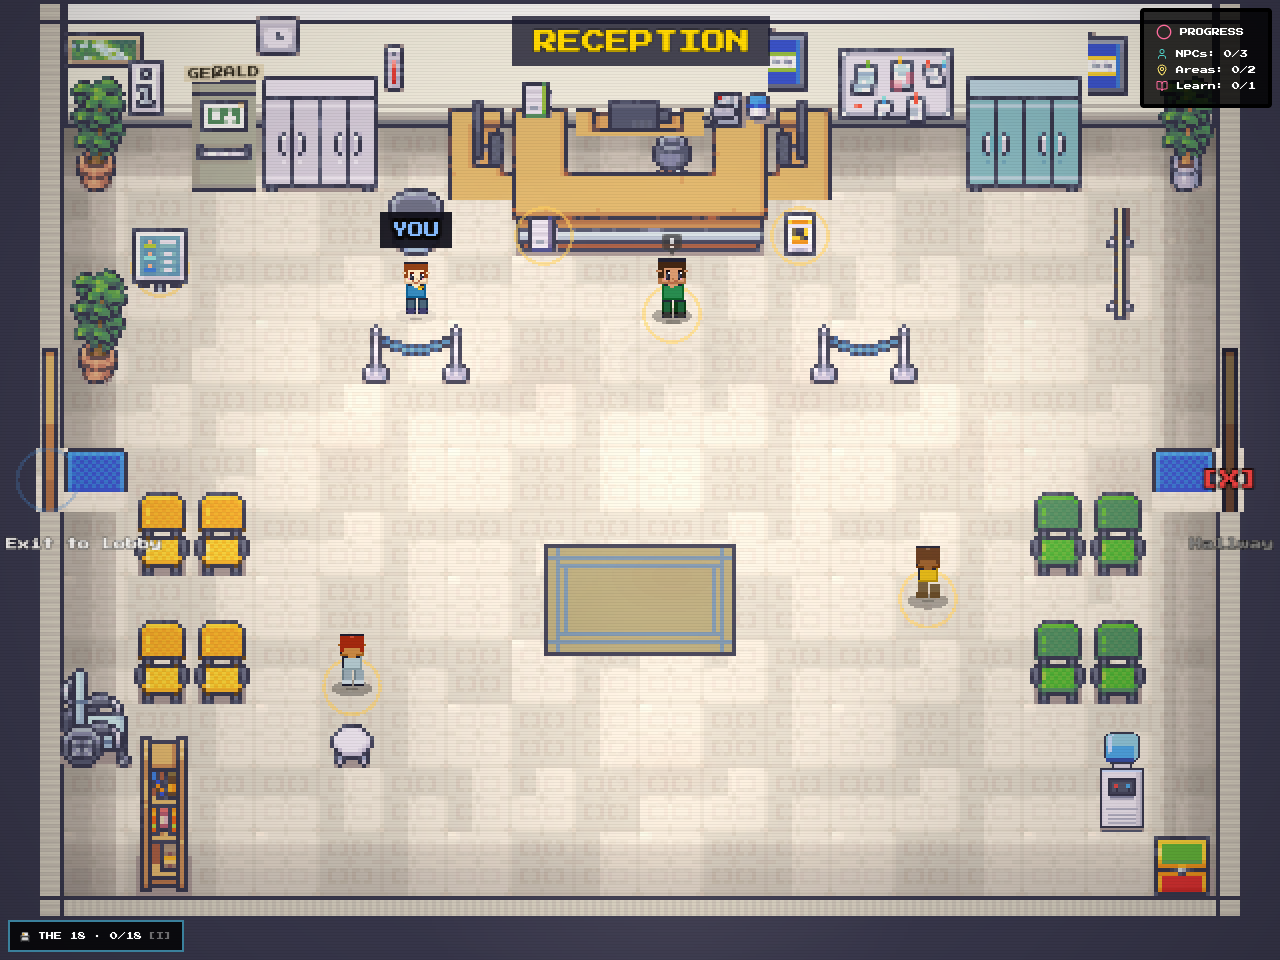 RECEPTION
PROGRESS
NPCs: 0/3
Areas: 0/2
Learn: 0/1
GERALD
YOU
!
[X]
Exit to Lobby
Hallway
THE 18 · 0/18 [I]